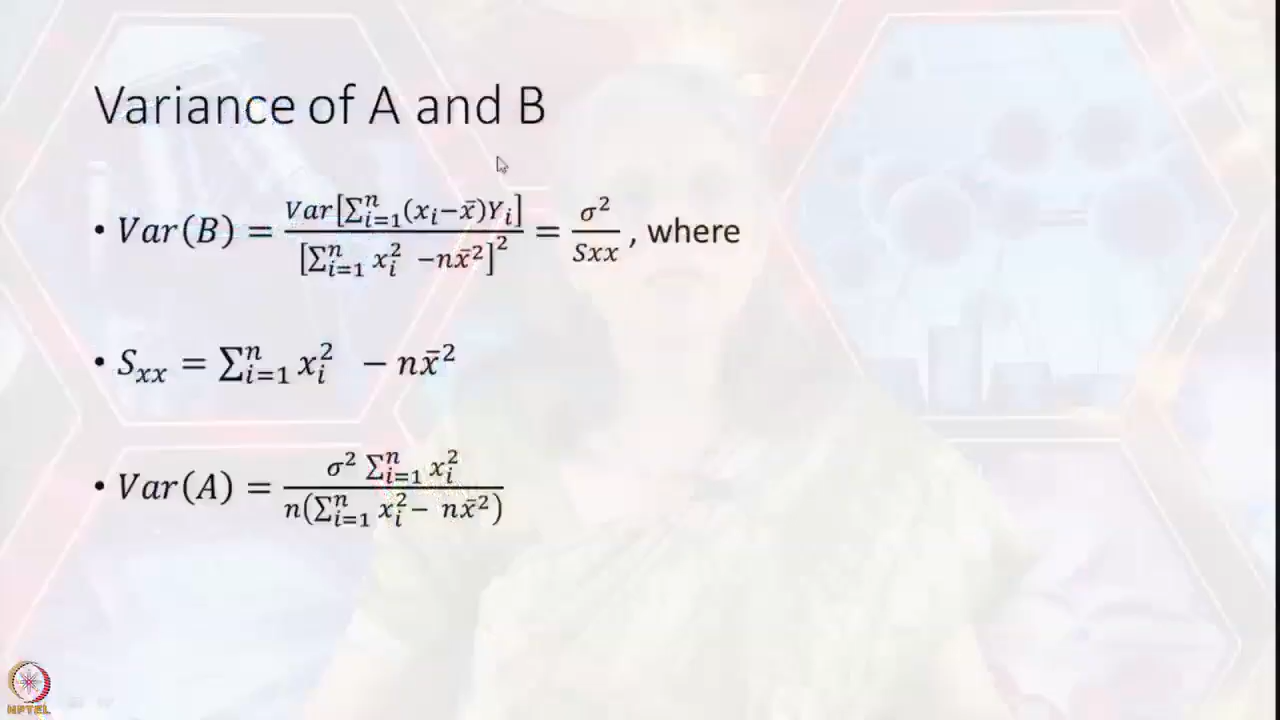 Variance of A and B
• Var(B) = Var[∑ⁿᵢ₌₁(xᵢ−x̄)Yᵢ] / [∑ⁿᵢ₌₁ xᵢ² −nx̄²]² = σ² / Sxx , where
• Sₓₓ = ∑ⁿᵢ₌₁ xᵢ² − nx̄²
• Var(A) = σ² ∑ⁿᵢ₌₁ xᵢ² / n(∑ⁿᵢ₌₁ xᵢ² − nx̄²)
NPTEL